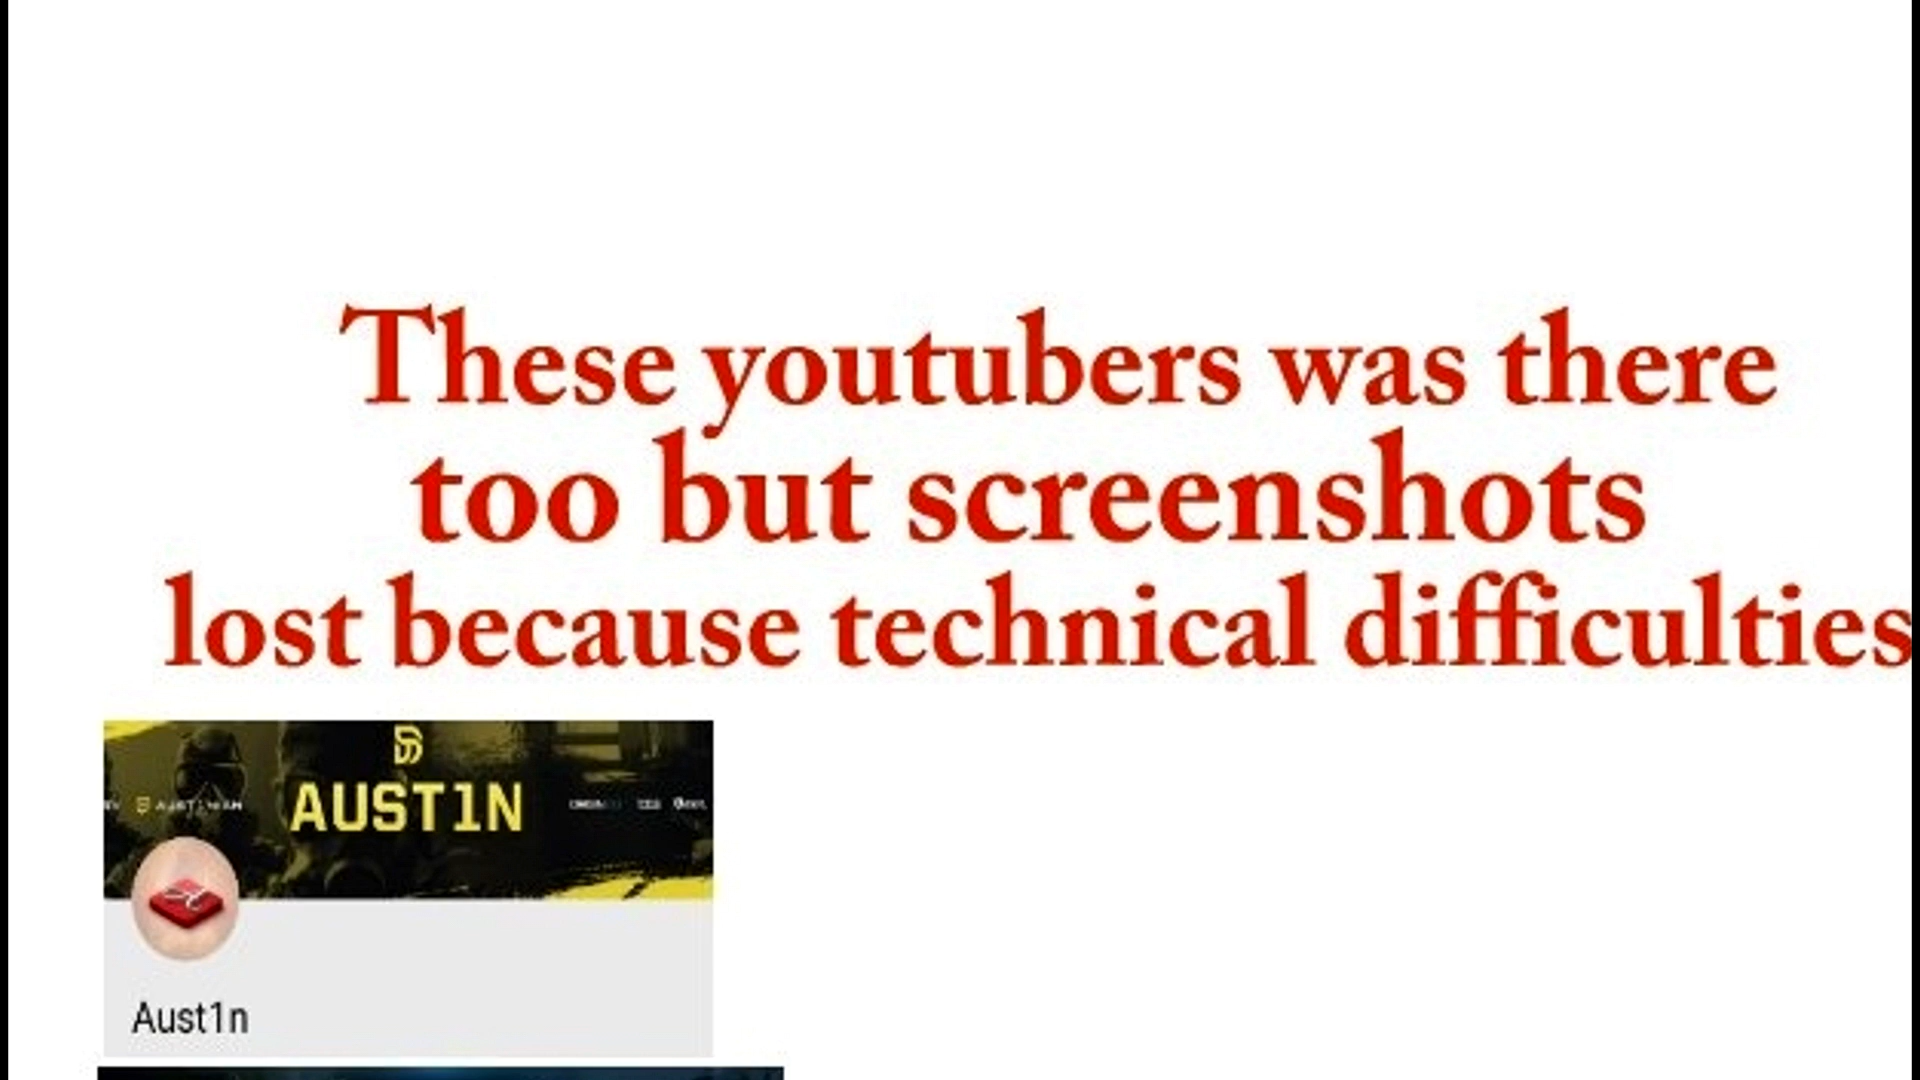 These youtubers was there
too but screenshots
lost because technical difficulties
AUST1N
Aust1n